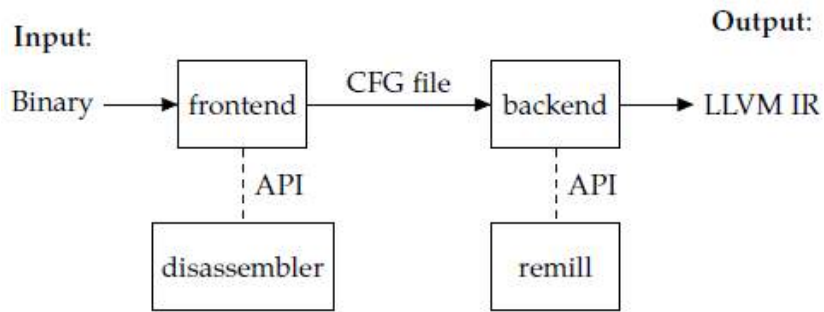 Input:
Output:
Binary
frontend
CFG file
backend
LLVM IR
API
API
disassembler
remill